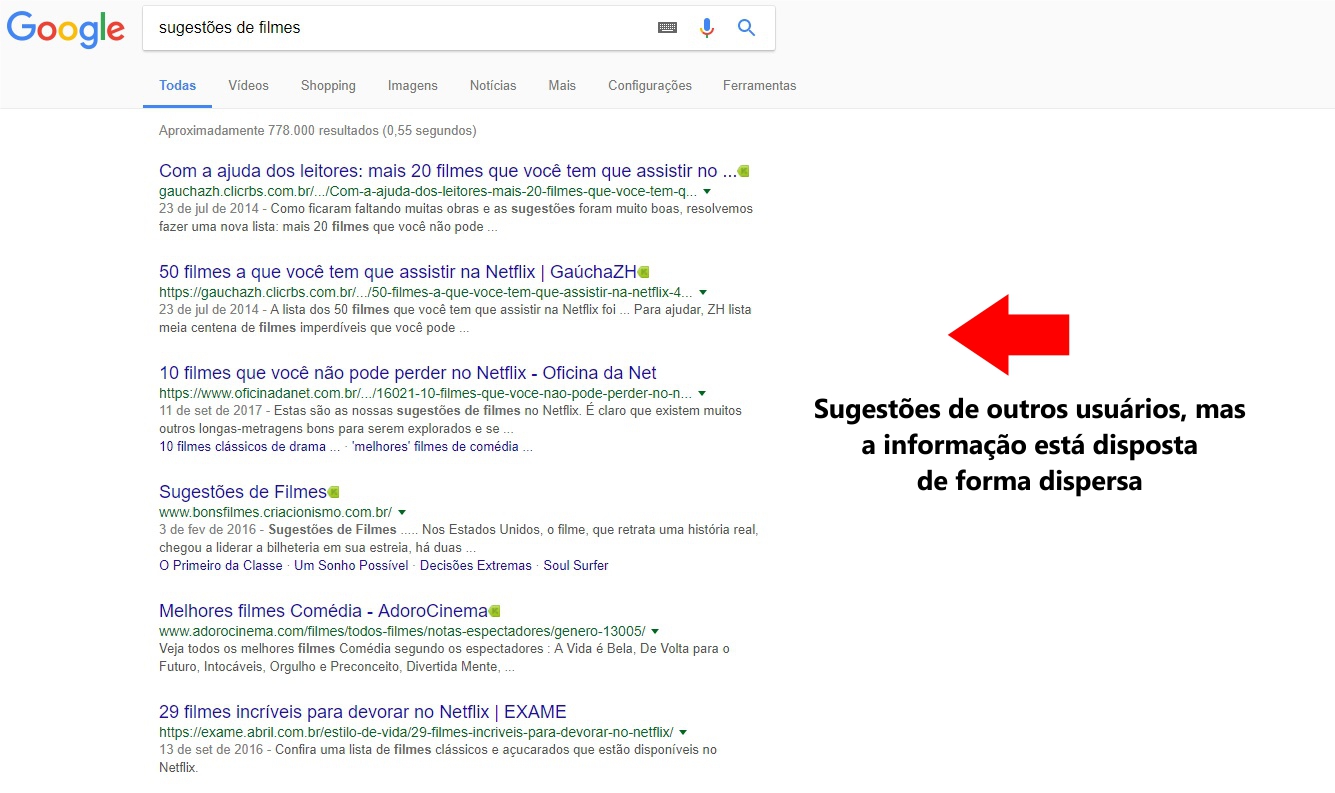 Google
sugestões de filmes
Todas Vídeos Shopping Imagens Notícias Mais Configurações Ferramentas
Aproximadamente 778.000 resultados (0,55 segundos)
Com a ajuda dos leitores: mais 20 filmes que você tem que assistir no ...
gauchazh.clicrbs.com.br/.../Com-a-ajuda-dos-leitores-mais-20-filmes-que-voce-tem-q...
23 de jul de 2014 - Como ficaram faltando muitas obras e as sugestões foram muito boas, resolvemos
fazer uma nova lista: mais 20 filmes que você não pode ...
50 filmes a que você tem que assistir na Netflix | GaúchaZH
https://gauchazh.clicrbs.com.br/.../50-filmes-a-que-voce-tem-que-assistir-na-netflix-4...
23 de jul de 2014 - A lista dos 50 filmes que você tem que assistir na Netflix foi ... Para ajudar, ZH lista
meia centena de filmes imperdíveis que você pode ...
10 filmes que você não pode perder no Netflix - Oficina da Net
https://www.oficinadanet.com.br/.../16021-10-filmes-que-voce-nao-pode-perder-no-n...
11 de set de 2017 - Estas são as nossas sugestões de filmes no Netflix. É claro que existem muitos
outros longas-metragens bons para serem explorados e se ...
10 filmes clássicos de drama ... · 'melhores' filmes de comédia ...
Sugestões de Filmes
www.bonsfilmes.criacionismo.com.br/
3 de fev de 2016 - Sugestões de Filmes ..... Nos Estados Unidos, o filme, que retrata uma história real,
chegou a liderar a bilheteria em sua estreia, há duas ...
O Primeiro da Classe · Um Sonho Possível · Decisões Extremas · Soul Surfer
Melhores filmes Comédia - AdoroCinema
www.adorocinema.com/filmes/todos-filmes/notas-espectadores/genero-13005/
Veja todos os melhores filmes Comédia segundo os espectadores : A Vida é Bela, De Volta para o
Futuro, Intocáveis, Orgulho e Preconceito, Divertida Mente, ...
29 filmes incríveis para devorar no Netflix | EXAME
https://exame.abril.com.br/estilo-de-vida/29-filmes-incriveis-para-devorar-no-netflix/
13 de set de 2016 - Confira uma lista de filmes clássicos e açucarados que estão disponíveis no
Netflix.
Sugestões de outros usuários, mas
a informação está disposta
de forma dispersa